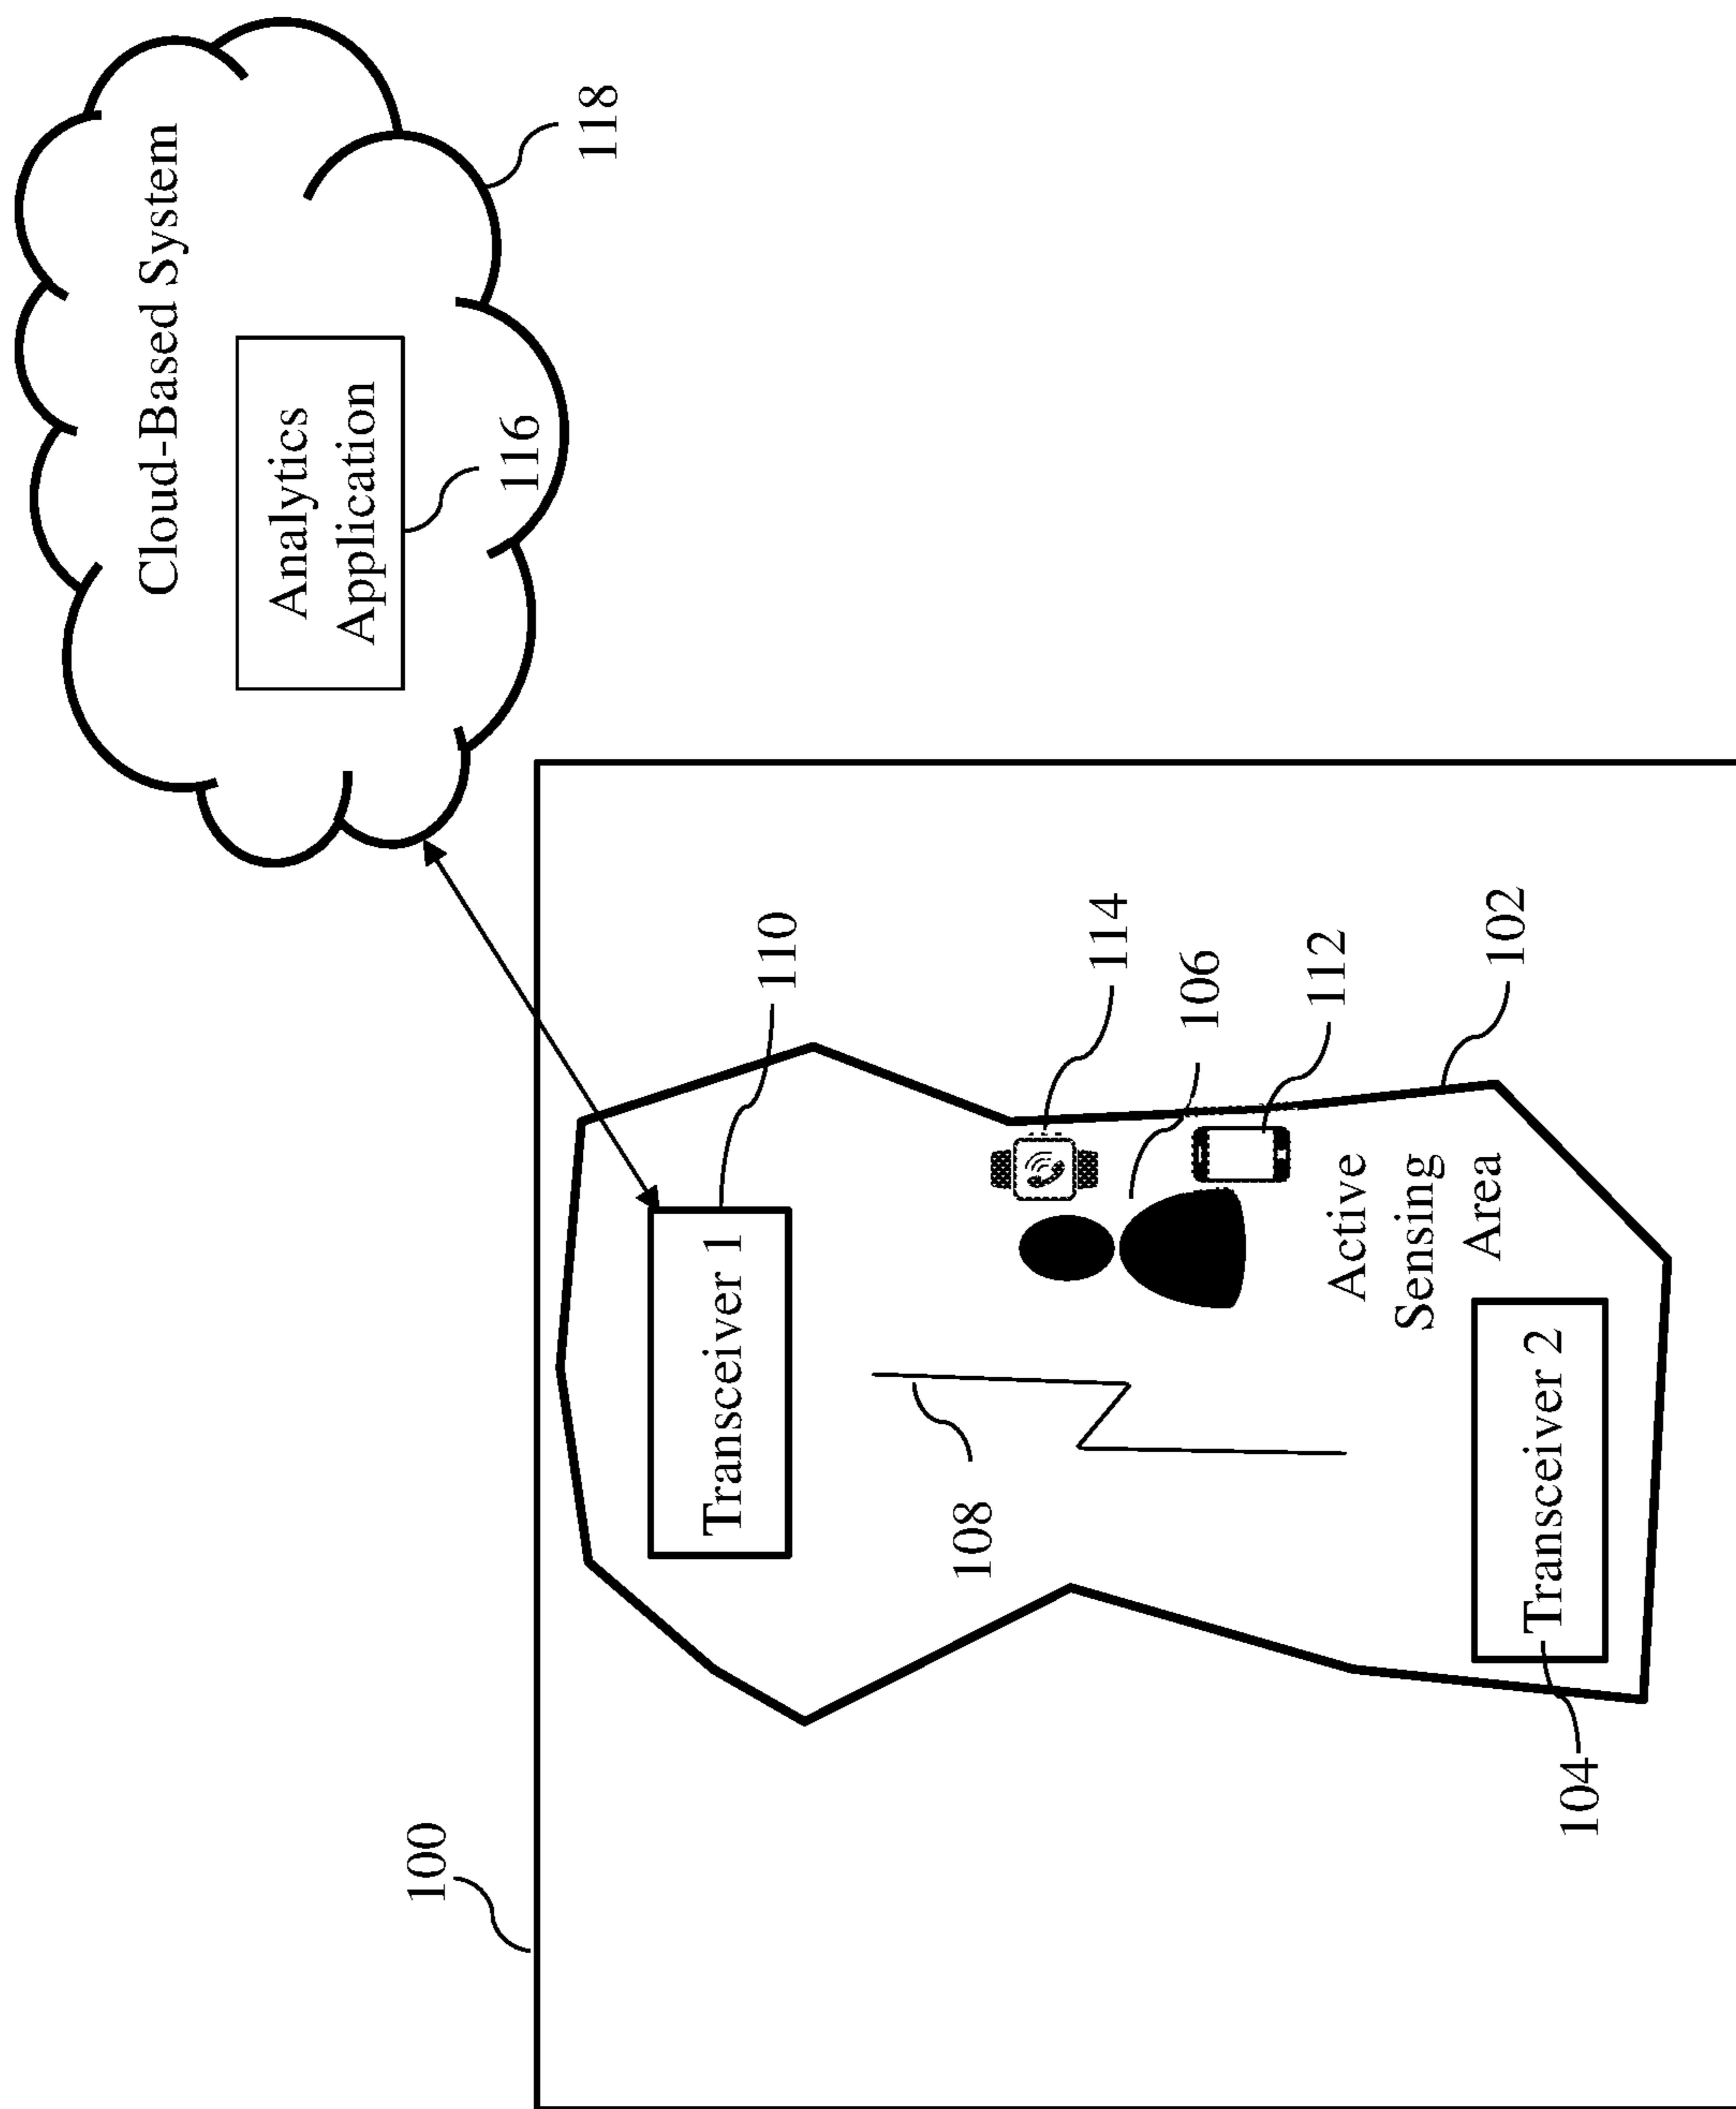 Cloud-Based System
Analytics
Application
116
118
100
Transceiver 1
110
108
114
106
112
102
Active
Sensing
Area
Transceiver 2
104